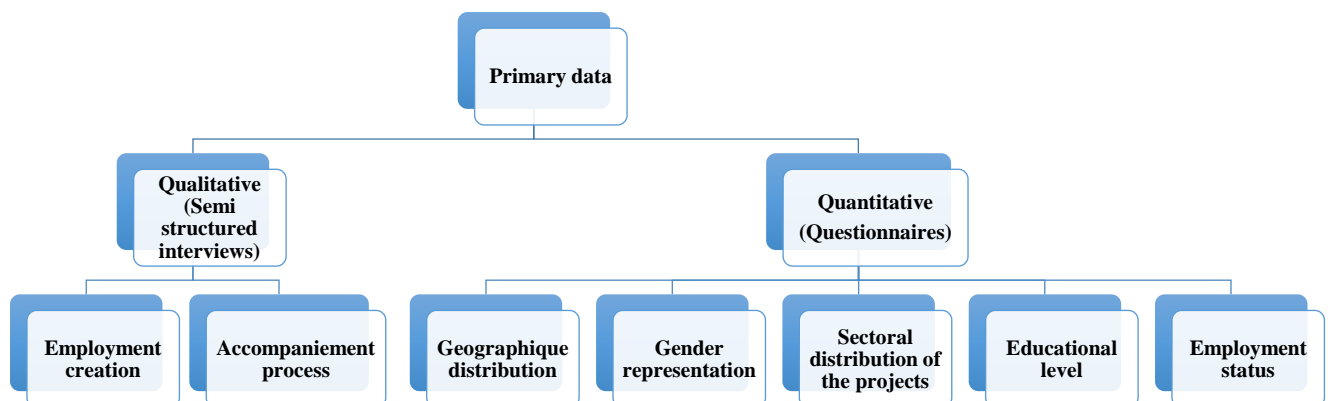 Primary data
Qualitative
(Semi
structured
interviews)
Quantitative
(Questionnaires)
Employment
creation
Accompaniement
process
Geographique
distribution
Gender
representation
Sectoral
distribution of
the projects
Educational
level
Employment
status